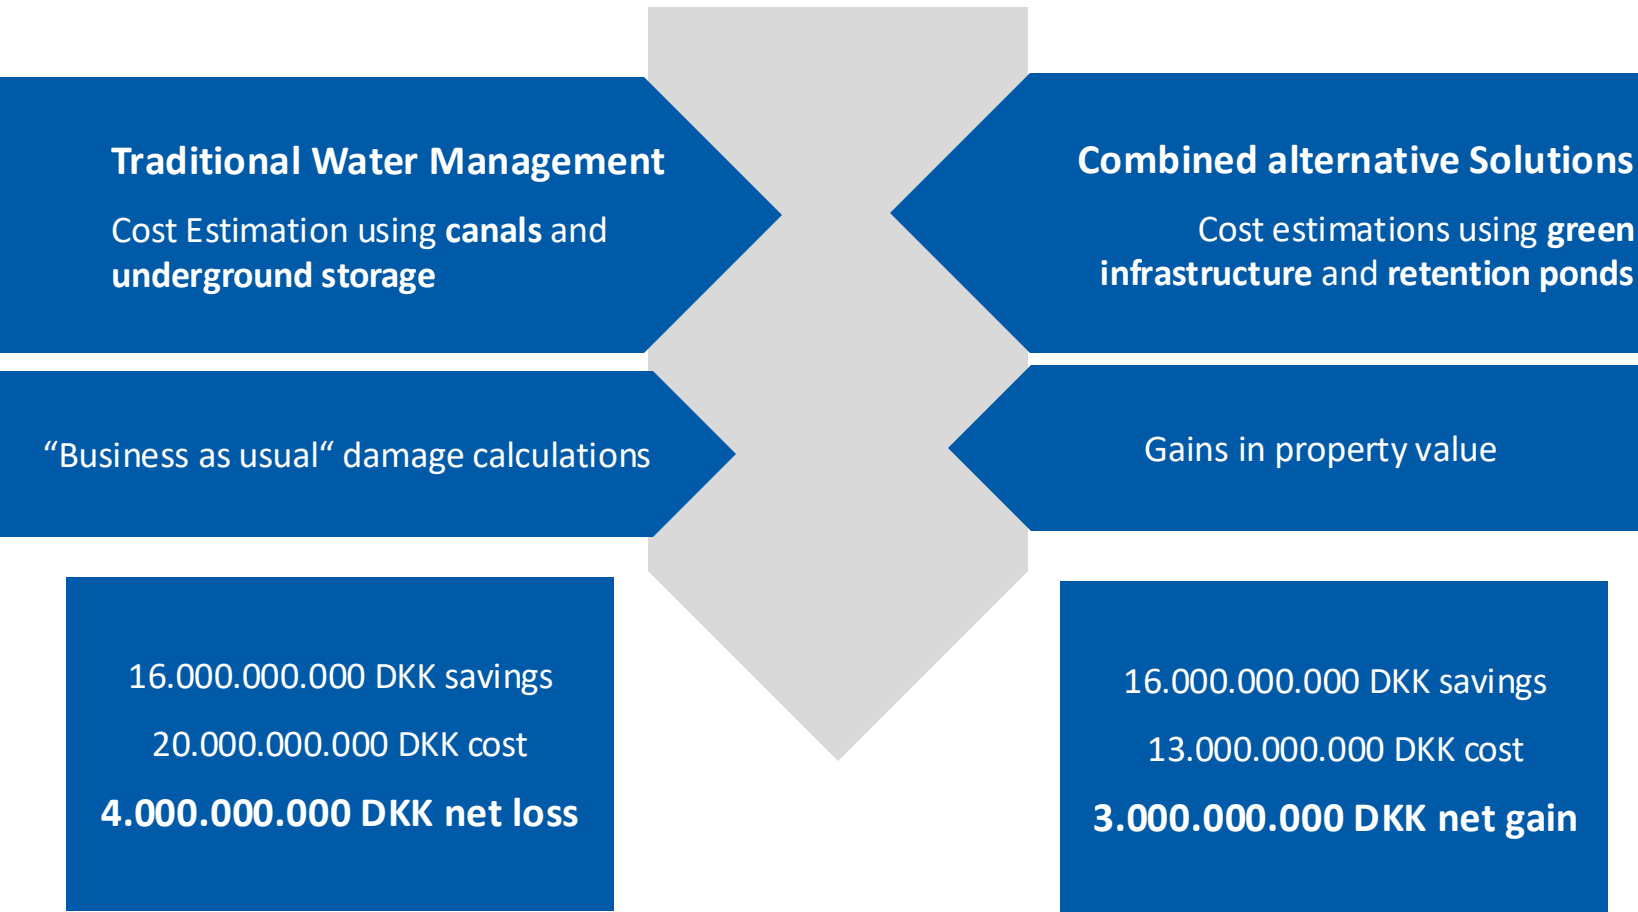 Traditional Water Management
Cost Estimation using canals and
underground storage
“Business as usual“ damage calculations
16.000.000.000 DKK savings
20.000.000.000 DKK cost
4.000.000.000 DKK net loss
Combined alternative Solutions
Cost estimations using green
infrastructure and retention ponds
Gains in property value
16.000.000.000 DKK savings
13.000.000.000 DKK cost
3.000.000.000 DKK net gain